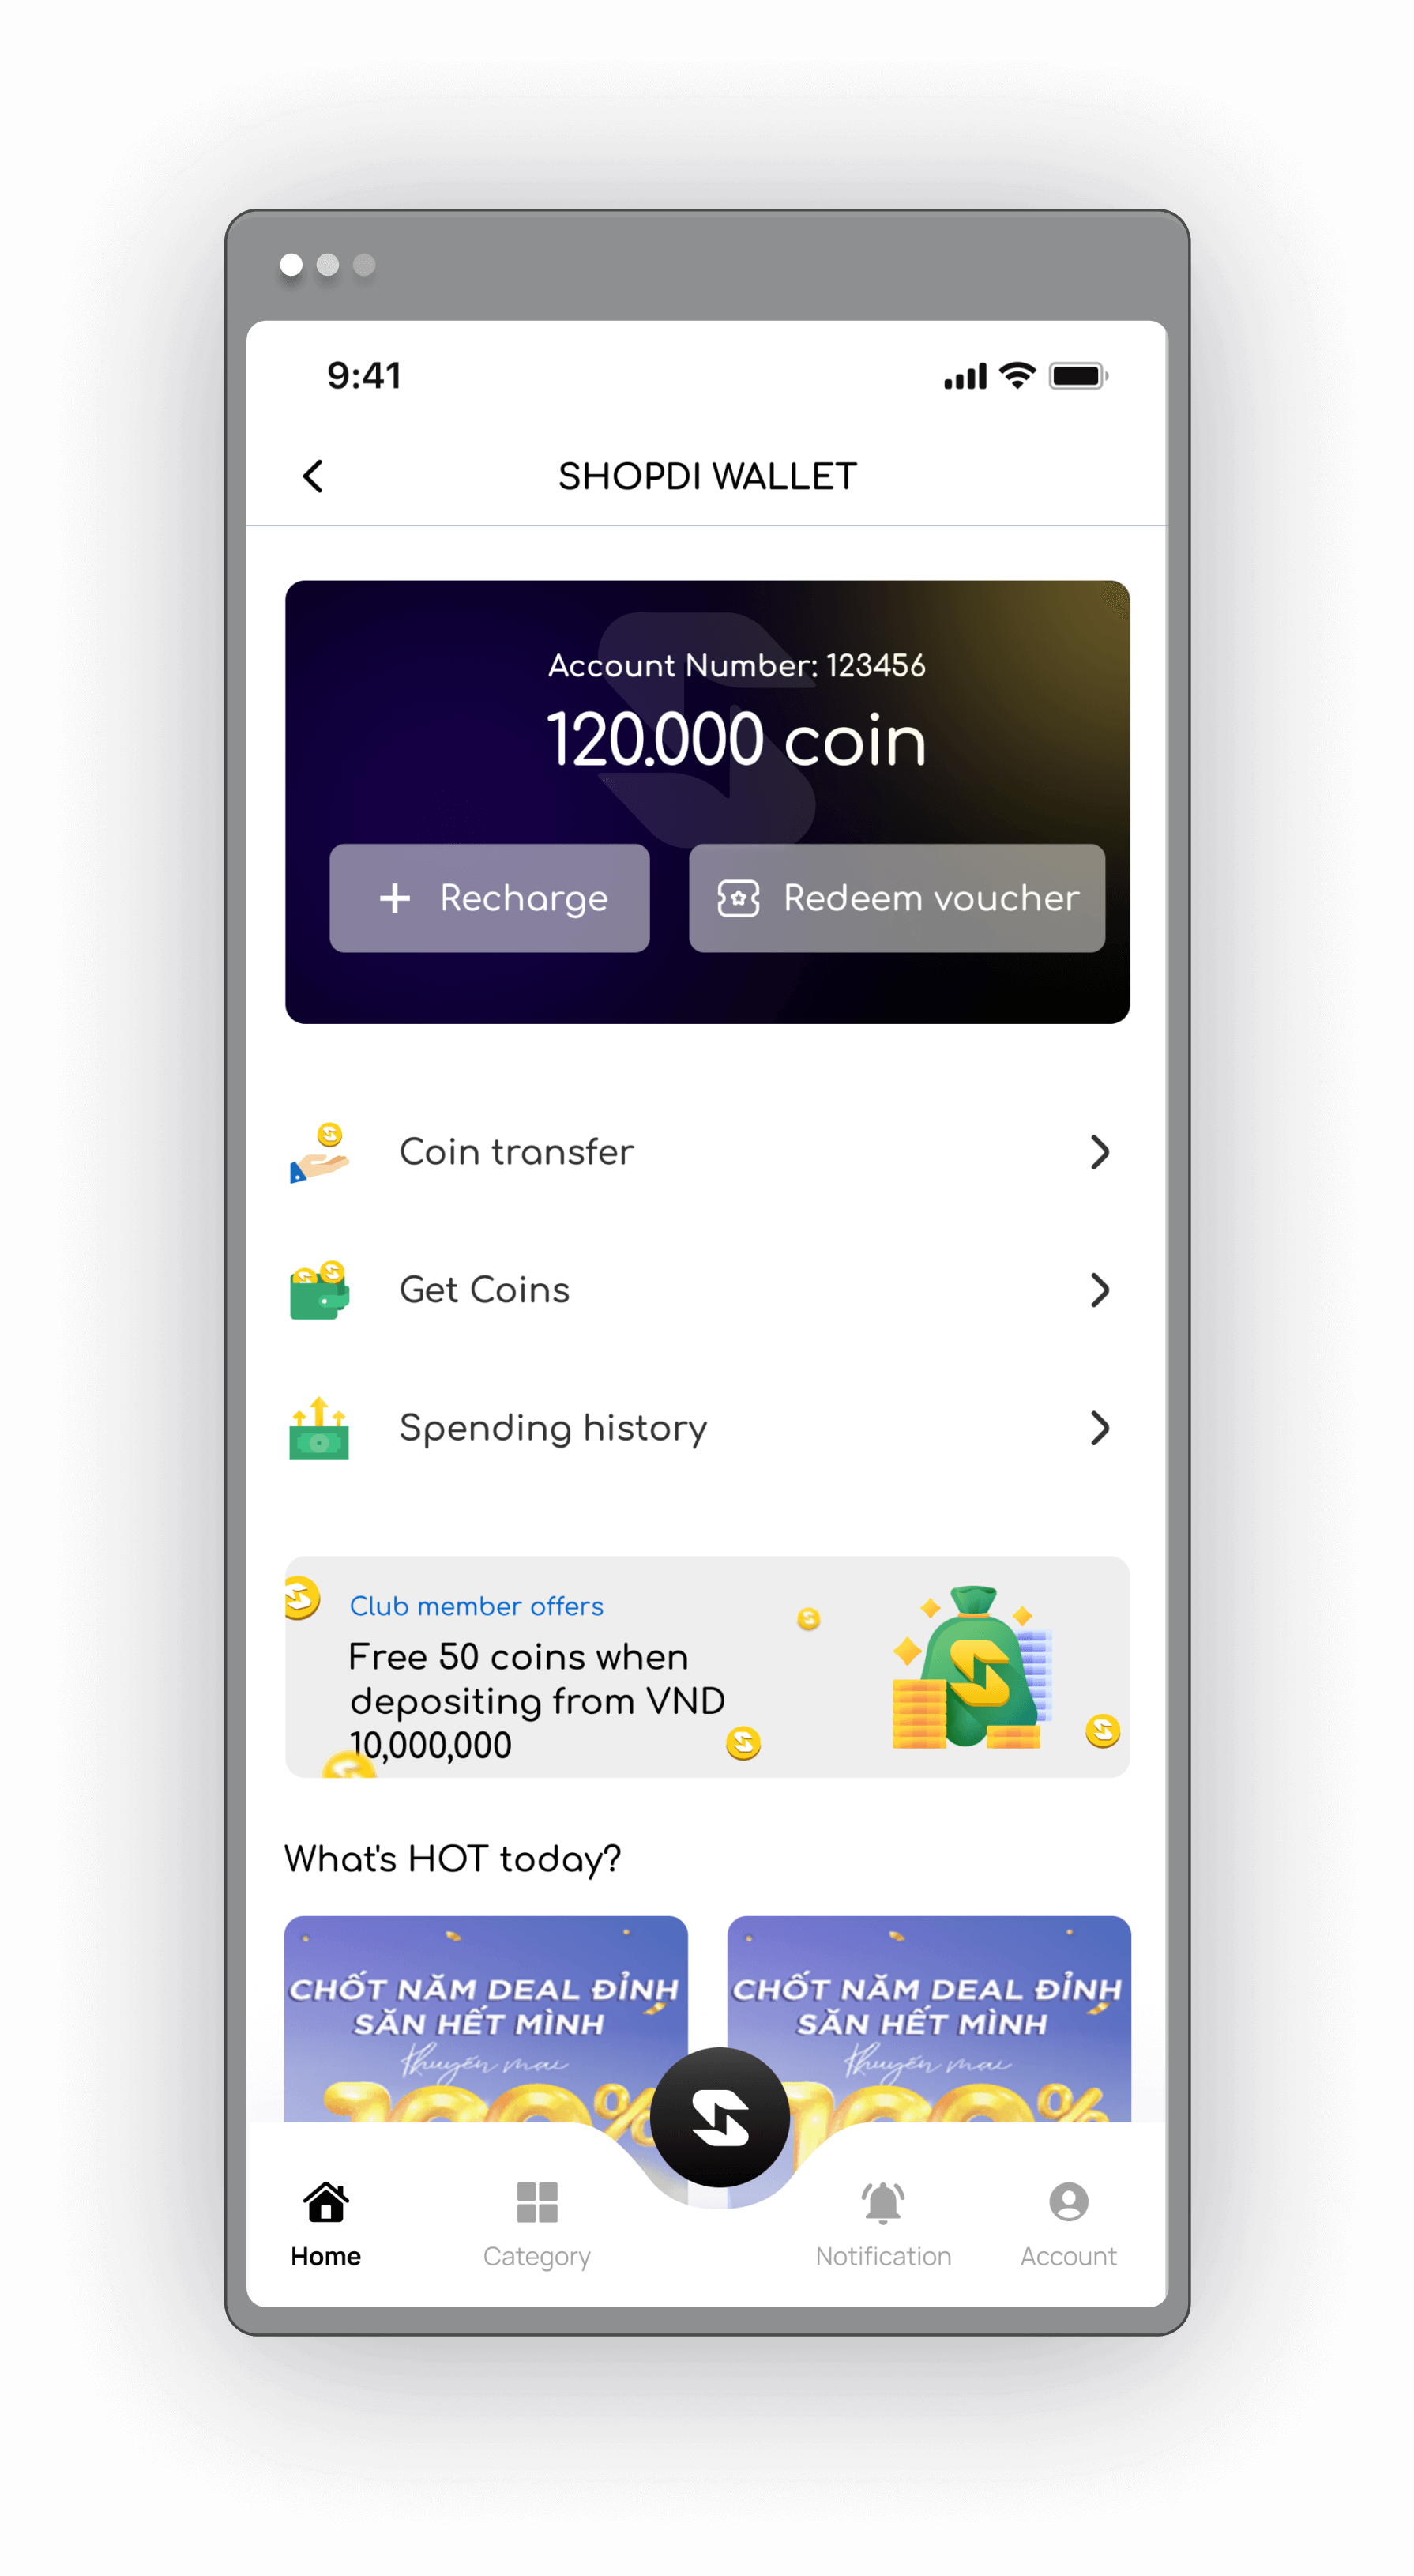 9:41
SHOPDI WALLET
Account Number: 123456
120.000 coin
Recharge
Redeem voucher
Coin transfer
Get Coins
Spending history
Club member offers
Free 50 coins when
depositing from VND
10,000,000
What's HOT today?
CHỐT NĂM DEAL ĐỈNH
SĂN HẾT MÌNH
Khuyến mại
100%
CHỐT NĂM DEAL ĐỈNH
SĂN HẾT MÌNH
Khuyến mại
100%
Home
Category
Notification
Account